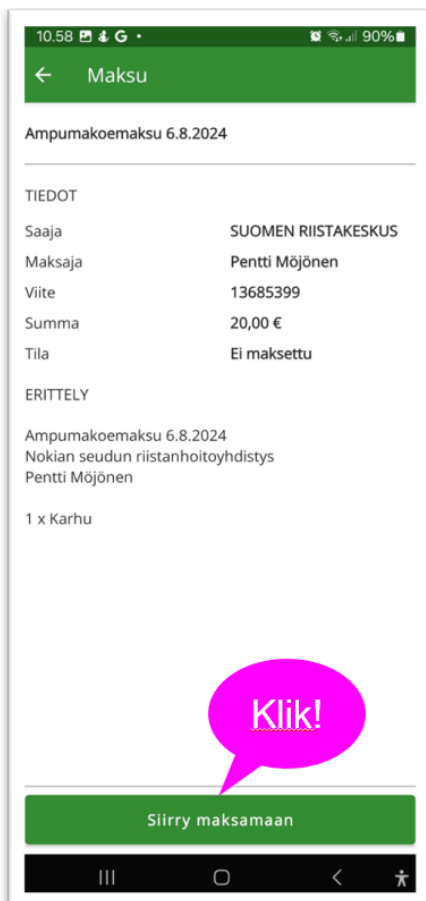 10.58 G • 90%
Maksu
Ampumakoemaksu 6.8.2024
TIEDOT
Saaja SUOMEN RIISTAKESKUS
Maksaja Pentti Möjönen
Viite 13685399
Summa 20,00 €
Tila Ei maksettu
ERITTELY
Ampumakoemaksu 6.8.2024
Nokian seudun riistanhoitoyhdistys
Pentti Möjönen
1 x Karhu
Klik!
Siirry maksamaan